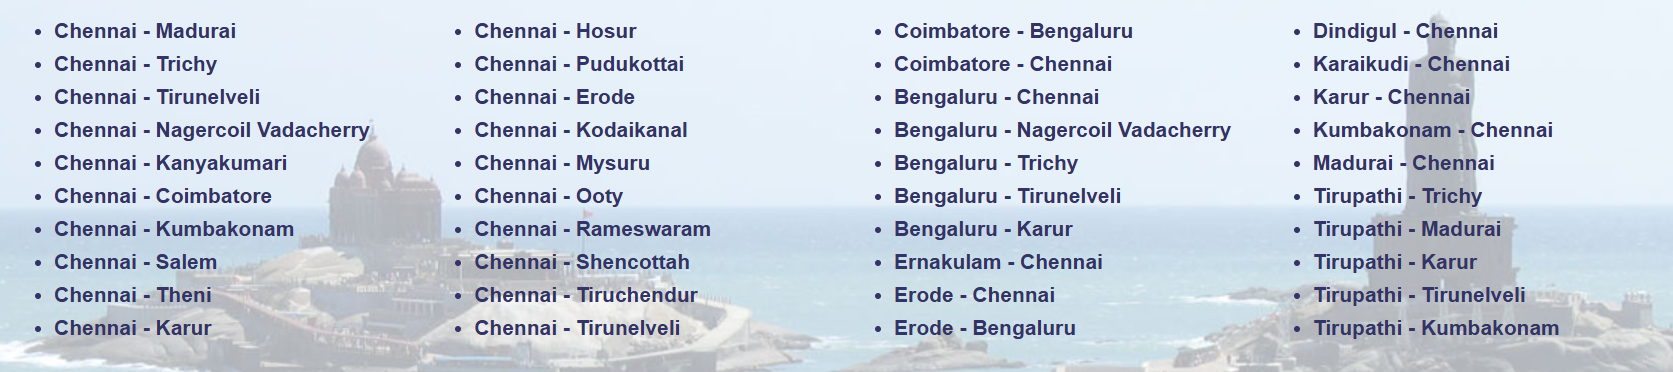 Chennai - Madurai
Chennai - Trichy
Chennai - Tirunelveli
Chennai - Nagercoil Vadacherry
Chennai - Kanyakumari
Chennai - Coimbatore
Chennai - Kumbakonam
Chennai - Salem
Chennai - Theni
Chennai - Karur
Chennai - Hosur
Chennai - Pudukottai
Chennai - Erode
Chennai - Kodaikanal
Chennai - Mysuru
Chennai - Ooty
Chennai - Rameswaram
Chennai - Shencottah
Chennai - Tiruchendur
Chennai - Tirunelveli
Coimbatore - Bengaluru
Coimbatore - Chennai
Bengaluru - Chennai
Bengaluru - Nagercoil Vadacherry
Bengaluru - Trichy
Bengaluru - Tirunelveli
Bengaluru - Karur
Ernakulam - Chennai
Erode - Chennai
Erode - Bengaluru
Dindigul - Chennai
Karaikudi - Chennai
Karur - Chennai
Kumbakonam - Chennai
Madurai - Chennai
Tirupathi - Trichy
Tirupathi - Madurai
Tirupathi - Karur
Tirupathi - Tirunelveli
Tirupathi - Kumbakonam